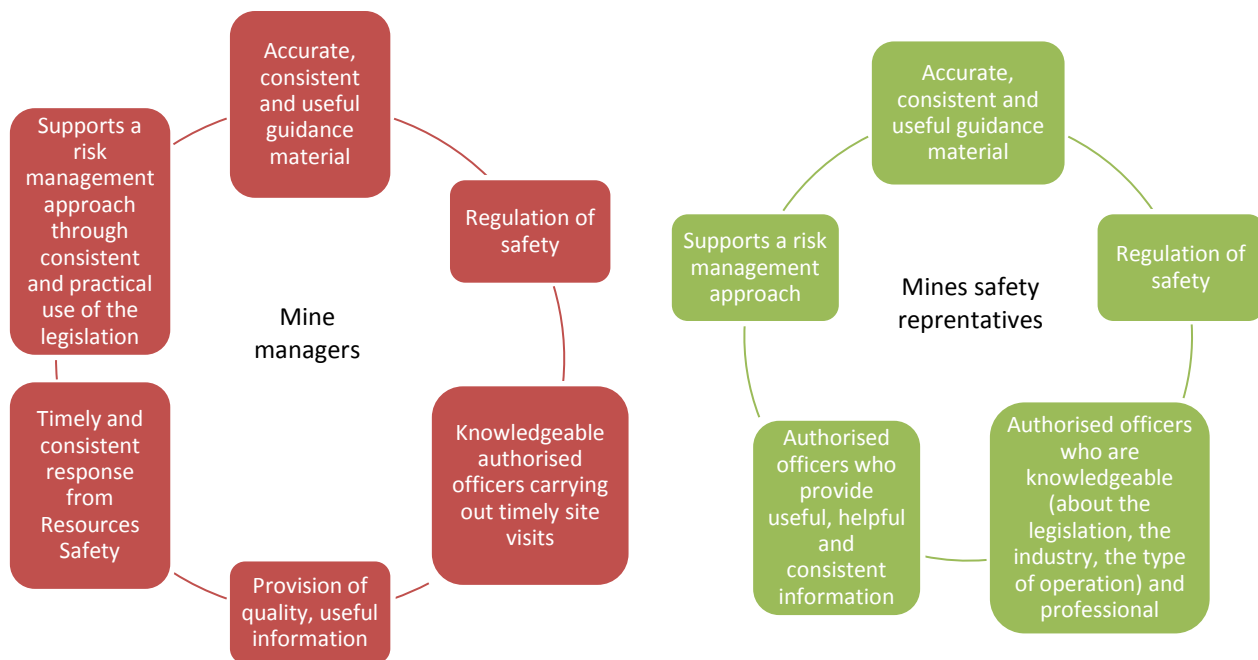 Accurate,
consistent
and useful
guidance
material
Regulation of
safety
Knowledgeable
authorised
officers carrying
out timely site
visits
Provision of
quality, useful
information
Timely and
consistent
response
from
Resources
Safety
Supports a
risk
management
approach
through
consistent
and practical
use of the
legislation
Mine
managers
Accurate,
consistent and
useful guidance
material
Regulation of
safety
Authorised officers
who are
knowledgeable
(about the
legislation, the
industry, the type
of operation) and
professional
Authorised
officers who
provide
useful, helpful
and
consistent
information
Supports a risk
management
approach
Mines safety
reprentatives